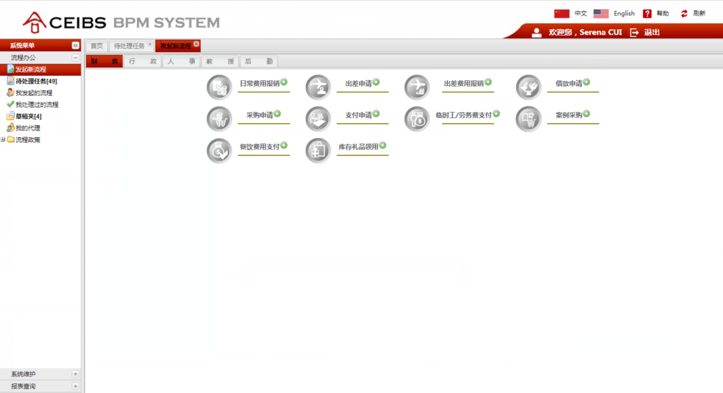 CEIBS BPM SYSTEM
中文 English 帮助 刷新
欢迎您，Serena CUI 退出
系统菜单
首页 待处理任务 发起新流程
流程办公
财 务 行 政 人 事 教 授 后 勤
发起新流程
待处理任务[49]
我发起的流程
已处理过的流程
草稿夹[4]
我的代理
流程政策
日常费用报销 出差申请 出差费用报销 借款申请
采购申请 支付申请 临时工/劳务费支付 案例采购
餐饮费用支付 库存礼品领用
系统维护
报表查询